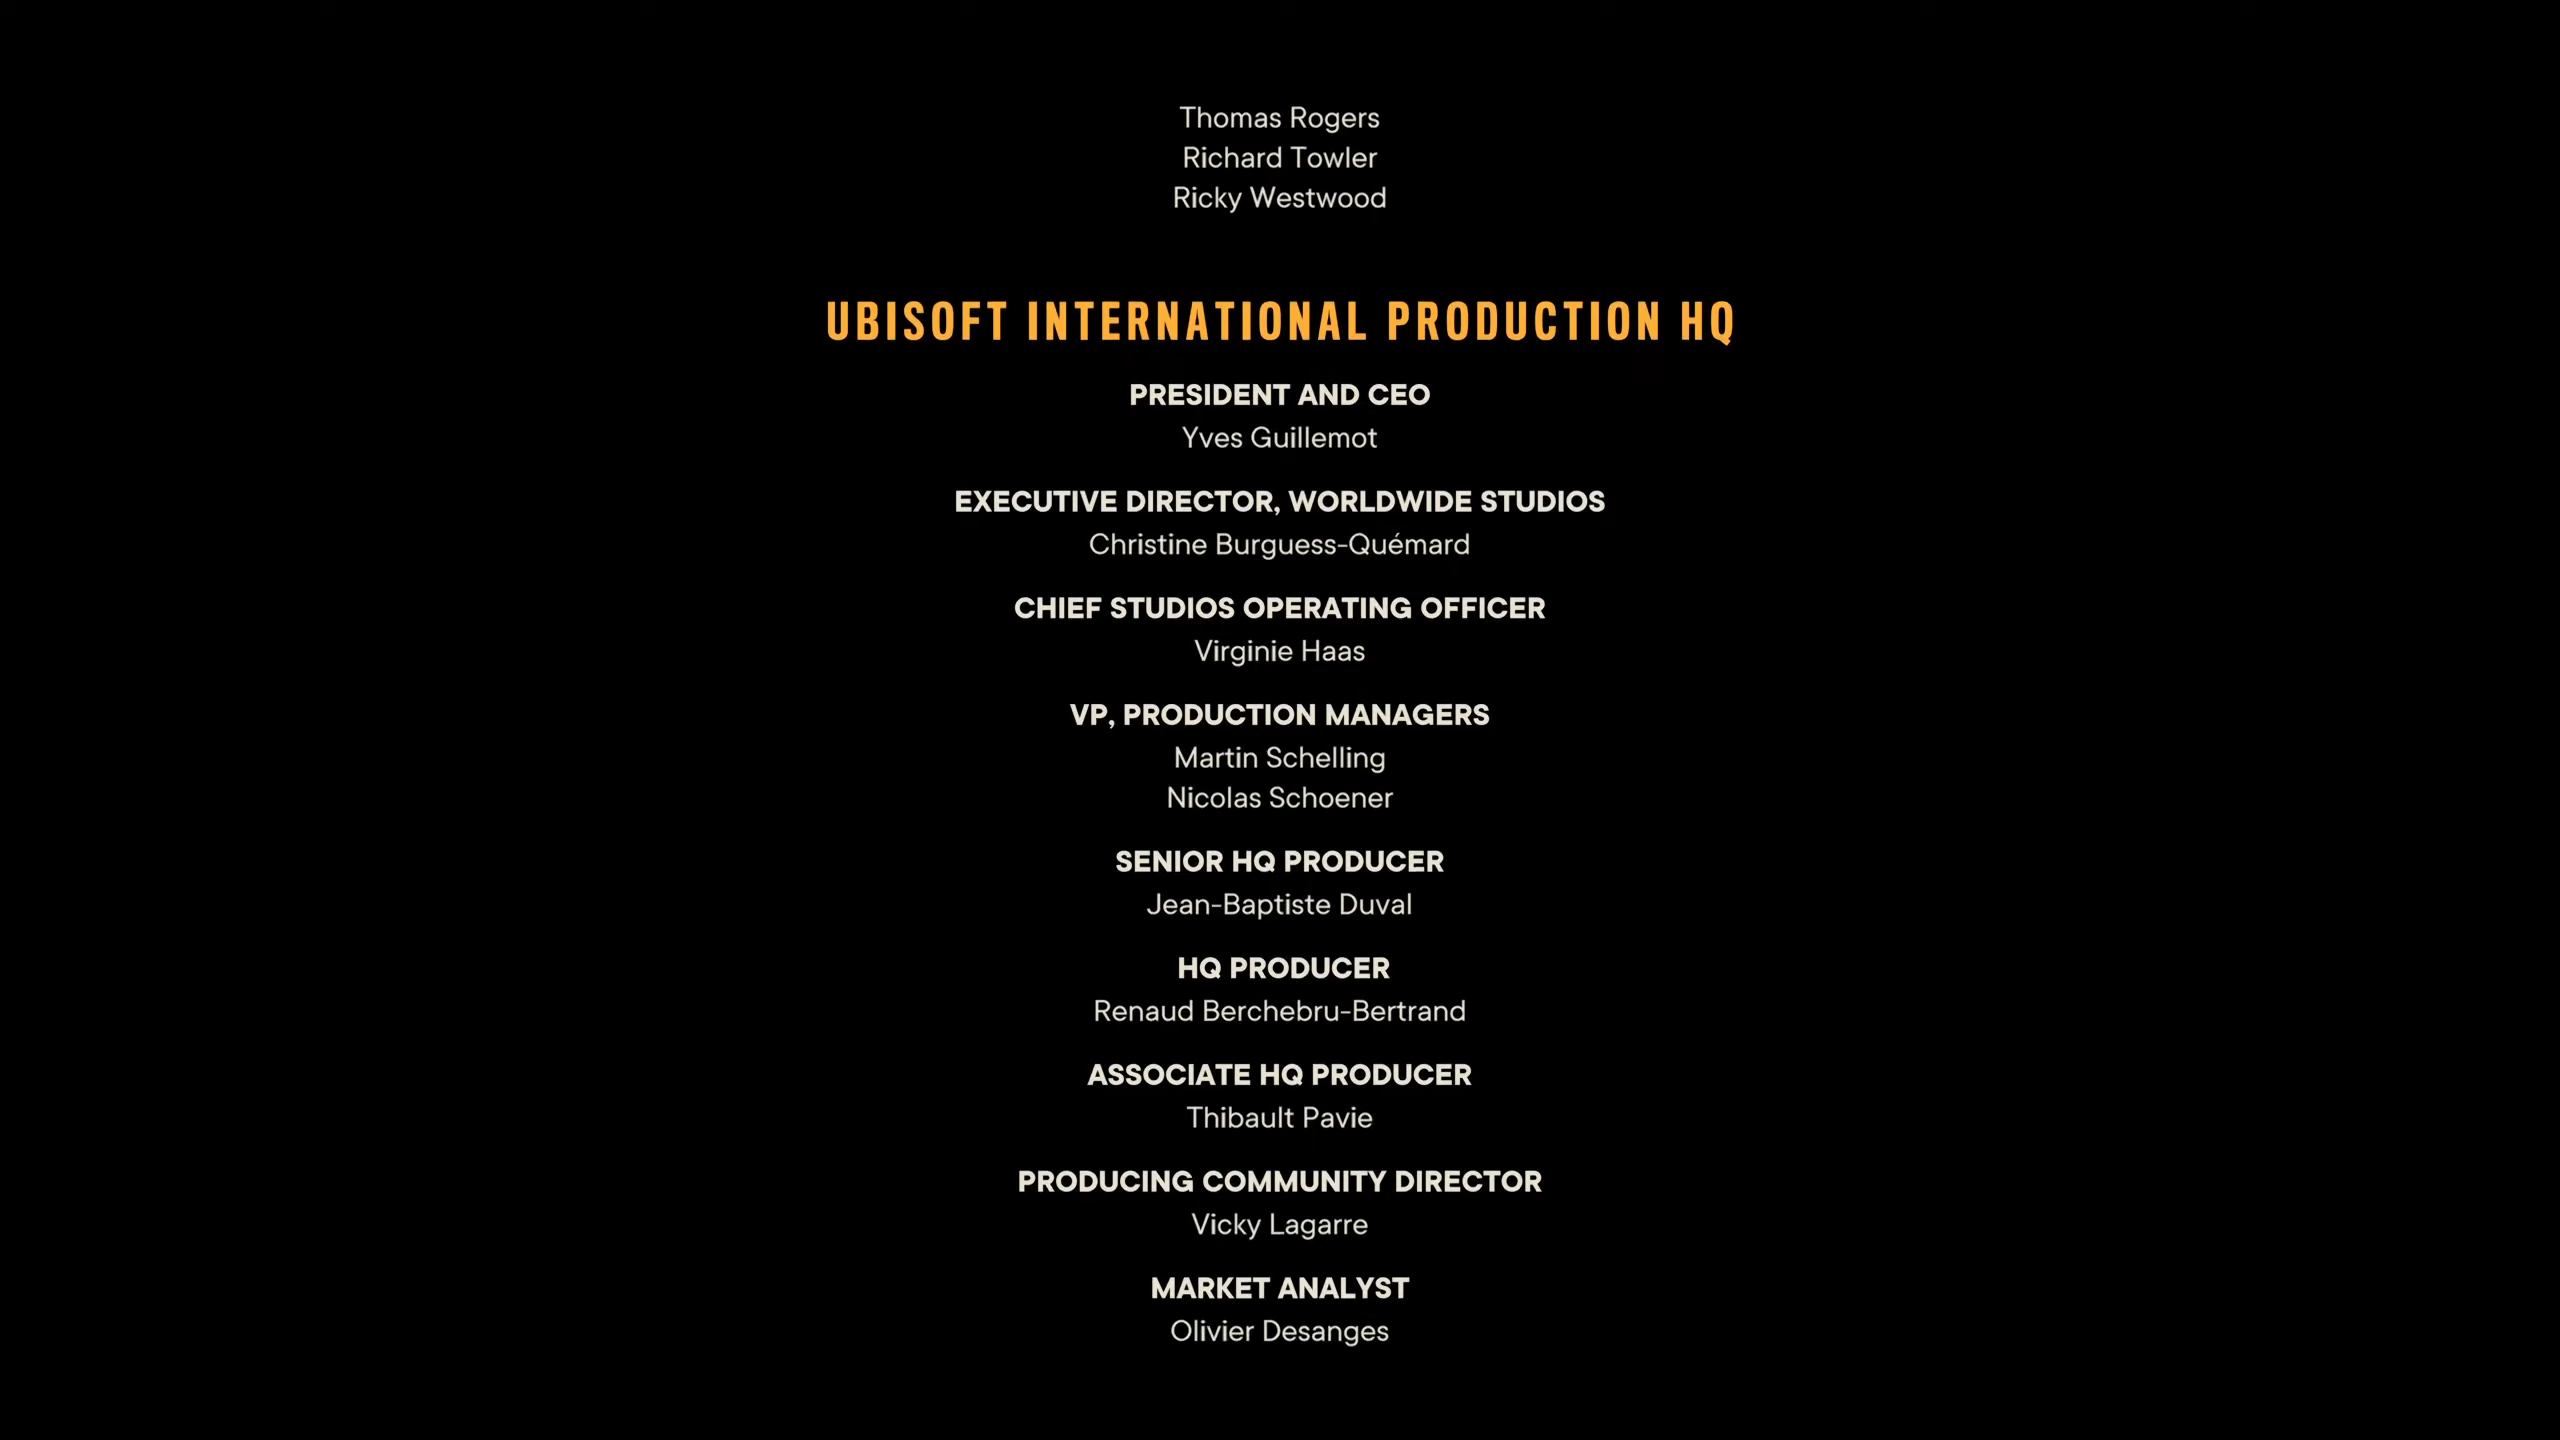 Thomas Rogers
Richard Towler
Ricky Westwood
UBISOFT INTERNATIONAL PRODUCTION HQ
PRESIDENT AND CEO
Yves Guillemot
EXECUTIVE DIRECTOR, WORLDWIDE STUDIOS
Christine Burguess-Quémard
CHIEF STUDIOS OPERATING OFFICER
Virginie Haas
VP, PRODUCTION MANAGERS
Martin Schelling
Nicolas Schoener
SENIOR HQ PRODUCER
Jean-Baptiste Duval
HQ PRODUCER
Renaud Berchebru-Bertrand
ASSOCIATE HQ PRODUCER
Thibault Pavie
PRODUCING COMMUNITY DIRECTOR
Vicky Lagarre
MARKET ANALYST
Olivier Desanges